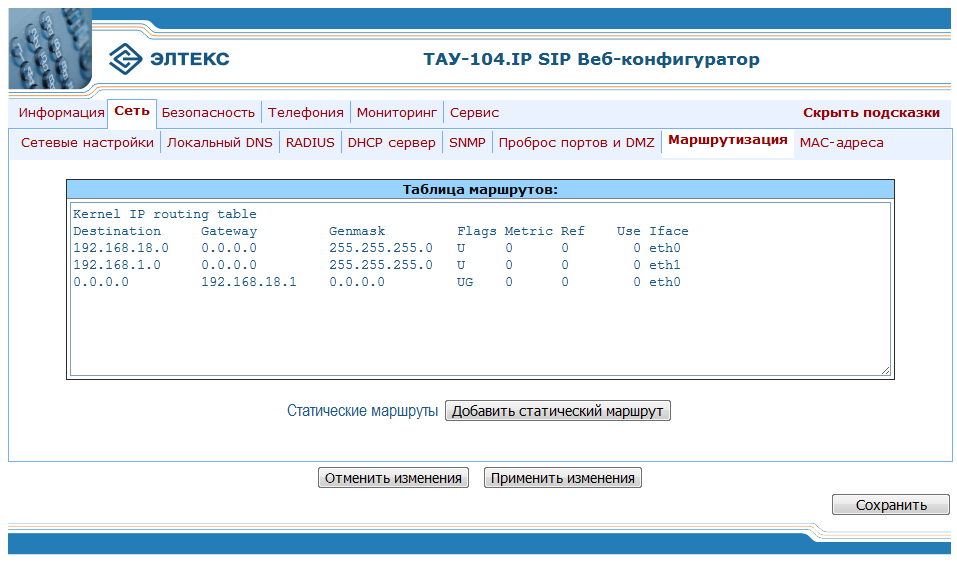 ЭЛТЕКС
ТАУ-104.IP SIP Веб-конфигуратор
Информация Сеть Безопасность Телефония Мониторинг Сервис Скрыть подсказки
Сетевые настройки Локальный DNS RADIUS DHCP сервер SNMP Проброс портов и DMZ Маршрутизация MAC-адреса
Таблица маршрутов:
Kernel IP routing table
Destination Gateway Genmask Flags Metric Ref Use Iface
192.168.18.0 0.0.0.0 255.255.255.0 U 0 0 0 eth0
192.168.1.0 0.0.0.0 255.255.255.0 U 0 0 0 eth1
0.0.0.0 192.168.18.1 0.0.0.0 UG 0 0 0 eth0
Статические маршруты Добавить статический маршрут
Отменить изменения Применить изменения
Сохранить